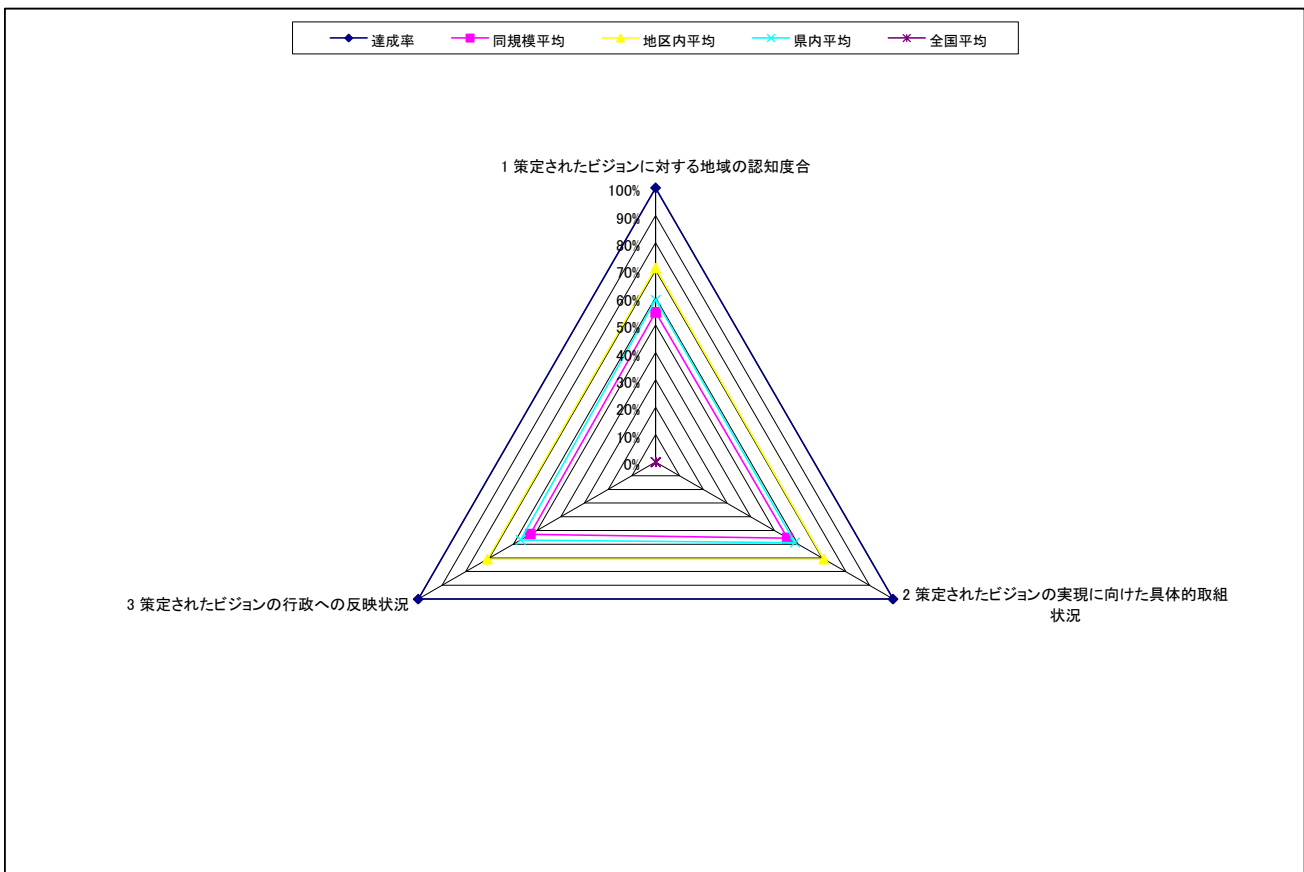 達成率 同規模平均 地区内平均 県内平均 全国平均
1 策定されたビジョンに対する地域の認知度合
100%
90%
80%
70%
60%
50%
40%
30%
20%
10%
0%
3 策定されたビジョンの行政への反映状況
2 策定されたビジョンの実現に向けた具体的取組
状況